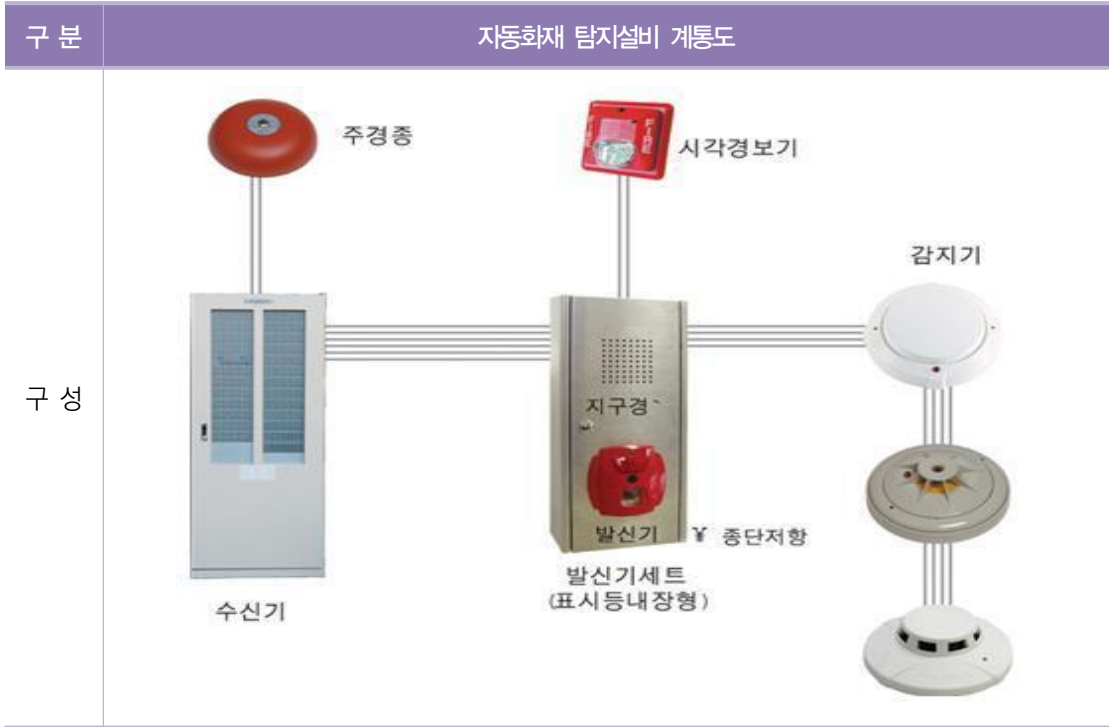 구 분
자동화재 탐지설비 계통도
주경종
시각경보기
FIRE
FIRE
감지기
구 성
지구경`
발신기
¥ 종단저항
발신기세트
(표시등내장형)
수신기